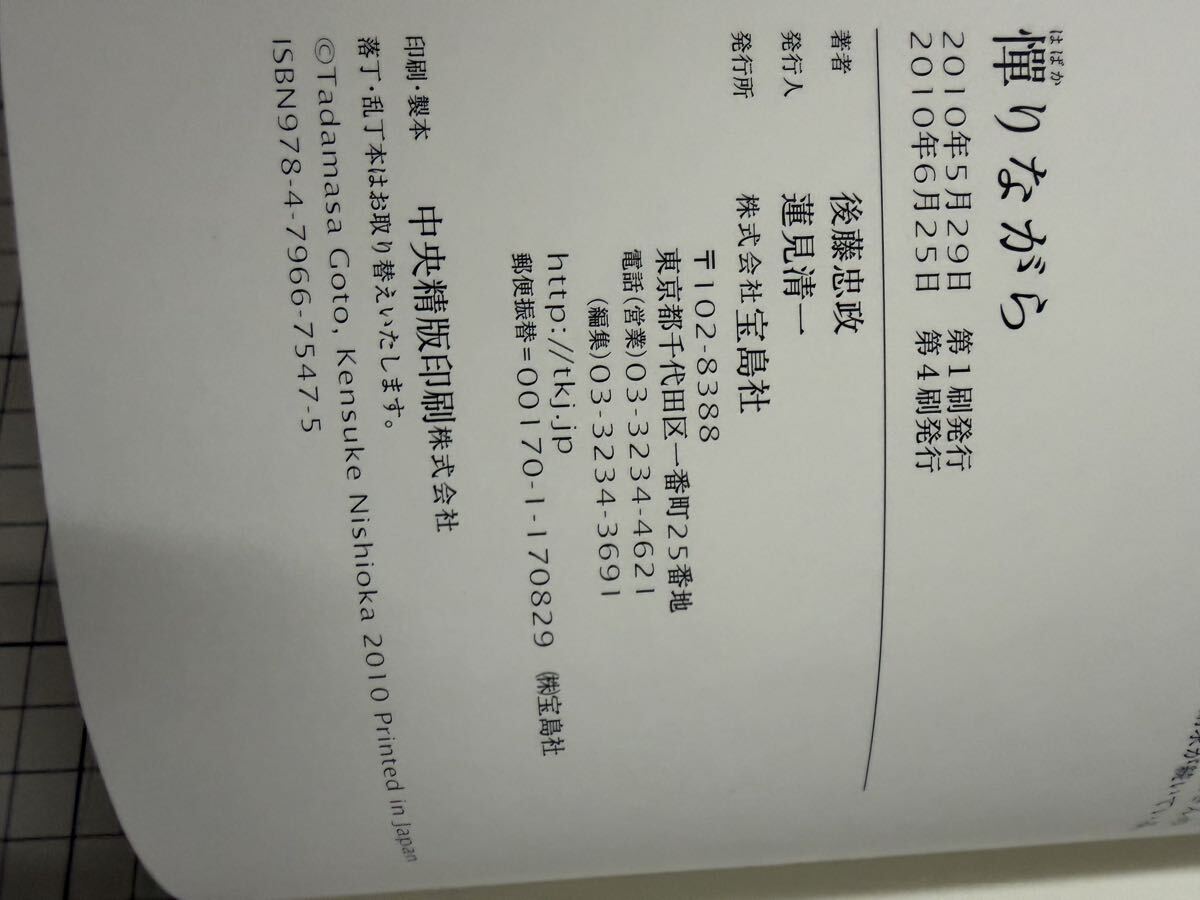 憚りながら
はばか
2010年5月29日 第1刷発行
2010年6月25日 第4刷発行
著者 後藤忠政
発行人 蓮見清一
発行所 株式会社宝島社
〒102-8388
東京都千代田区一番町25番地
電話(営業)03-3234-4621
(編集)03-3234-3691
http://tkj.jp
郵便振替=00170-1-170829 (株)宝島社
印刷・製本 中央精版印刷株式会社
落丁・乱丁本はお取り替えいたします。
©Tadamasa Goto, Kensuke Nishioka 2010 Printed in Japan
ISBN978-4-7966-7547-5